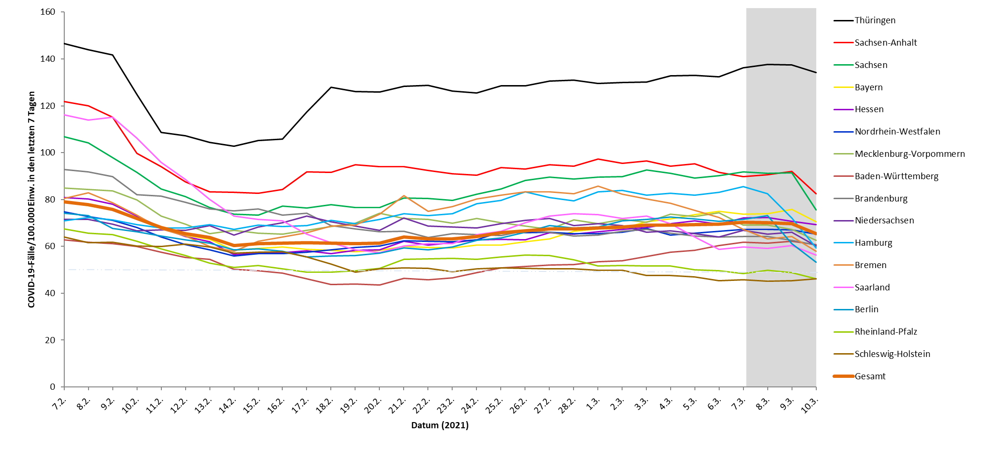 160
140
120
100
80
60
40
20
0
COVID-19-Fälle/100.000Einw. in den letzten 7 Tagen
7.2.
8.2.
9.2.
10.2.
11.2.
12.2.
13.2.
14.2.
15.2.
16.2.
17.2.
18.2.
19.2.
20.2.
21.2.
22.2.
23.2.
24.2.
25.2.
26.2.
27.2.
28.2.
1.3.
2.3.
3.3.
4.3.
5.3.
6.3.
7.3.
8.3.
9.3.
10.3.
Datum (2021)
Thüringen
Sachsen-Anhalt
Sachsen
Bayern
Hessen
Nordrhein-Westfalen
Mecklenburg-Vorpommern
Baden-Württemberg
Brandenburg
Niedersachsen
Hamburg
Bremen
Saarland
Berlin
Rheinland-Pfalz
Schleswig-Holstein
Gesamt